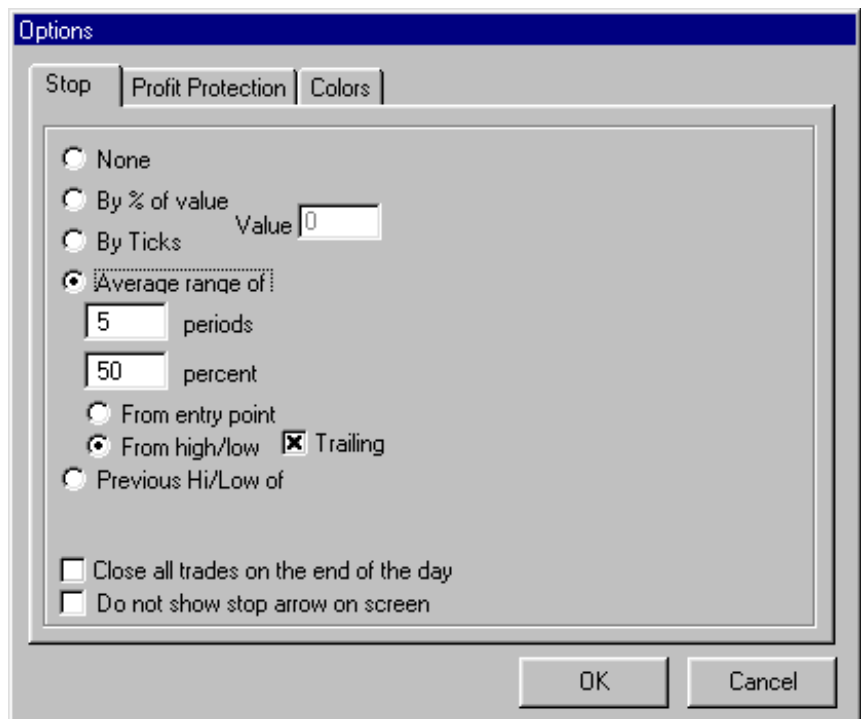 Options
Stop Profit Protection Colors
None
By % of value
Value 0
By Ticks
Average range of
5 periods
50 percent
From entry point
From high/low Trailing
Previous Hi/Low of
Close all trades on the end of the day
Do not show stop arrow on screen
OK Cancel